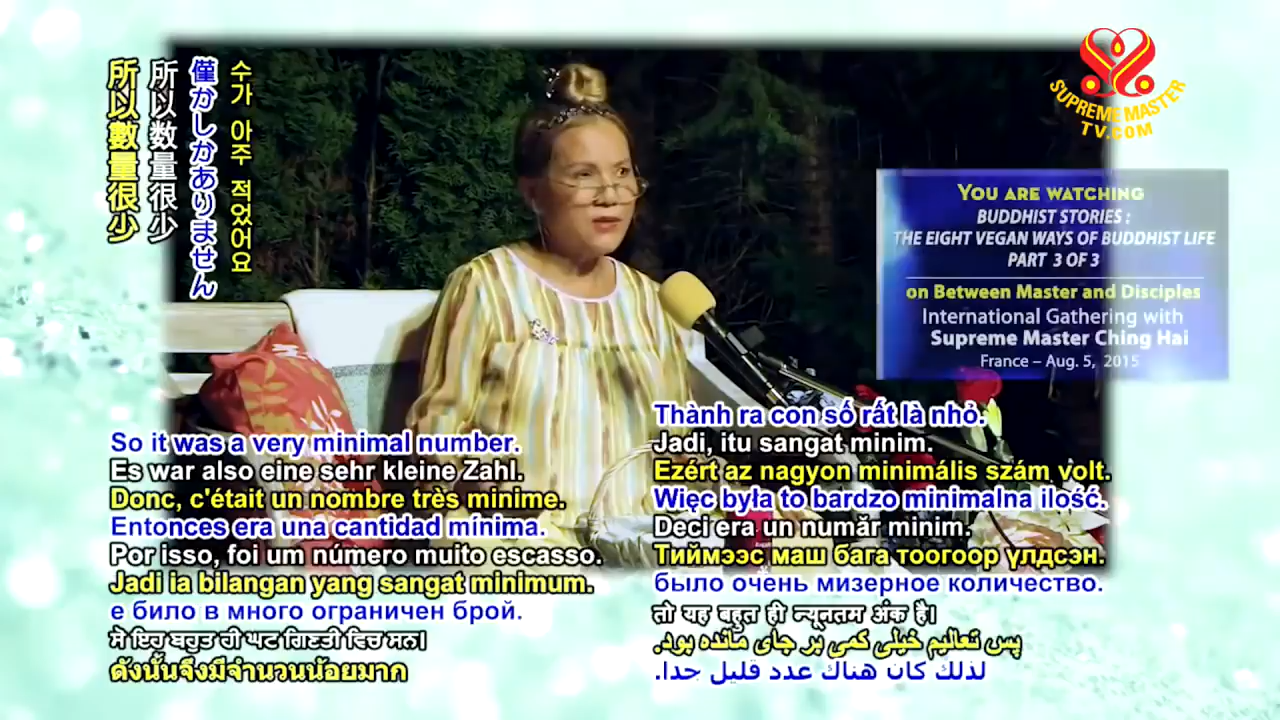 所以數量很少
所以数量很少
僅かしかありません
수가 아주 적었어요
SUPREME MASTER
TV.COM
YOU ARE WATCHING
BUDDHIST STORIES :
THE EIGHT VEGAN WAYS OF BUDDHIST LIFE
PART 3 OF 3
on Between Master and Disciples
International Gathering with
Supreme Master Ching Hai
France – Aug. 5, 2015
So it was a very minimal number.
Es war also eine sehr kleine Zahl.
Donc, c'était un nombre très minime.
Entonces era una cantidad mínima.
Por isso, foi um número muito escasso.
Jadi ia bilangan yang sangat minimum.
е било в много ограничен брой.
ਸੋ ਇਹ ਬਹੁਤ ਹੀ ਘਟ ਗਿਣਤੀ ਵਿਚ ਸਨ।
ดังนั้นจึงมีจำนวนน้อยมาก
Thành ra con số rất là nhỏ.
Jadi, itu sangat minim.
Ezért az nagyon minimális szám volt.
Więc była to bardzo minimalna ilość.
Deci era un număr minim.
Тиймээс маш бага тоогоор үлдсэн.
было очень мизерное количество.
तो यह बहुत ही न्यूनतम अंक है।
پس تعالیم خیلی کمی بر جای مانده بود.
لذلك كان هناك عدد قليل جدا.